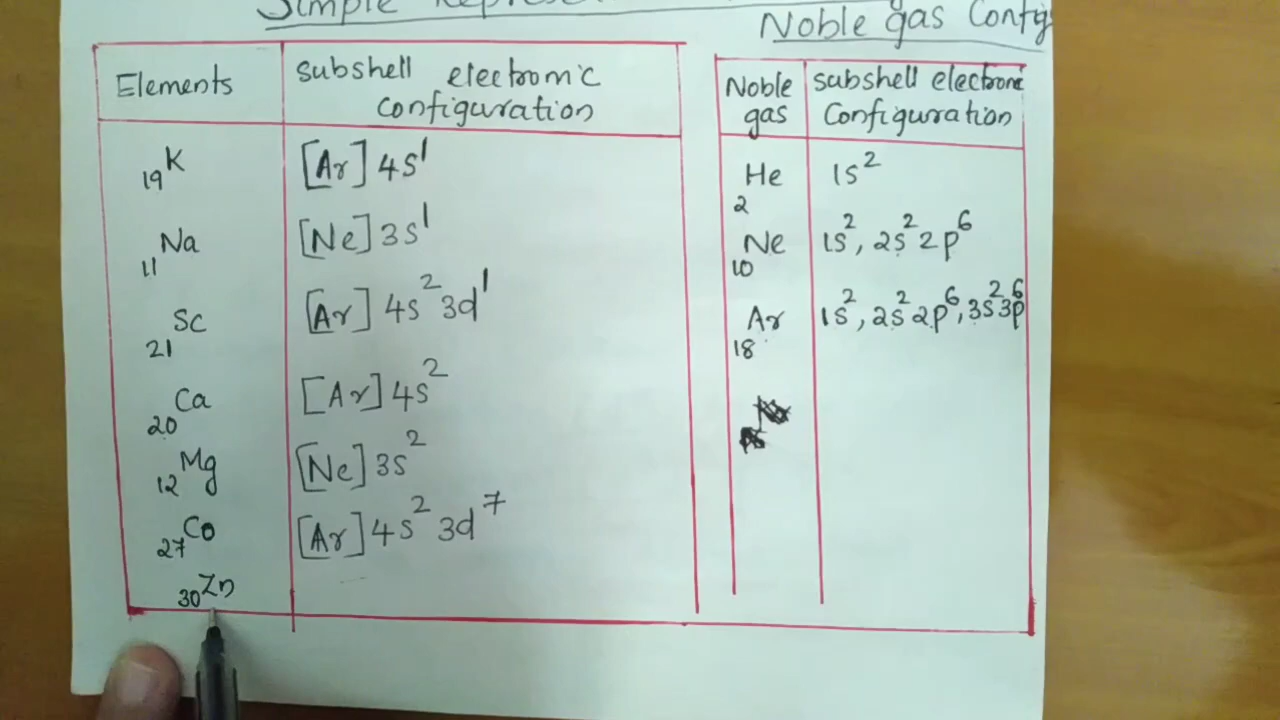 Simple Represen
Noble gas Config
Elements
subshell electronic
configuration
19K
[Ar] 4s¹
11Na
[Ne] 3s¹
21Sc
[Ar] 4s² 3d¹
20Ca
[Ar] 4s²
12Mg
[Ne] 3s²
27Co
[Ar] 4s² 3d⁷
30Zn
Noble
gas
subshell electronic
Configuration
He
2
1s²
Ne
10
1s², 2s² 2p⁶
Ar
18
1s², 2s² 2p⁶, 3s² 3p⁶